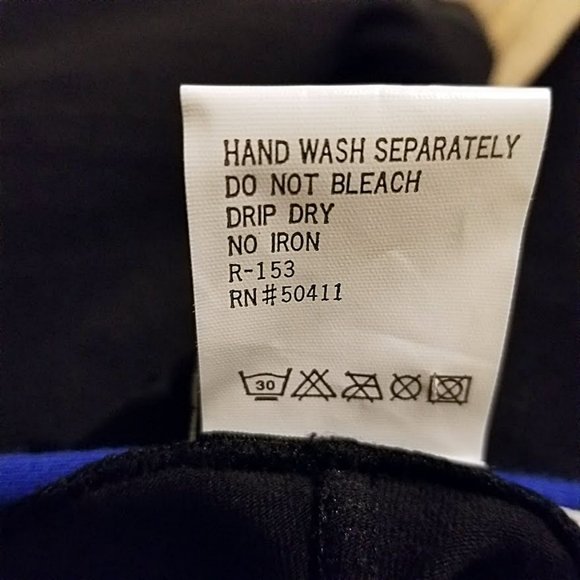 HAND WASH SEPARATELY
DO NOT BLEACH
DRIP DRY
NO IRON
R-153
RN#50411
30